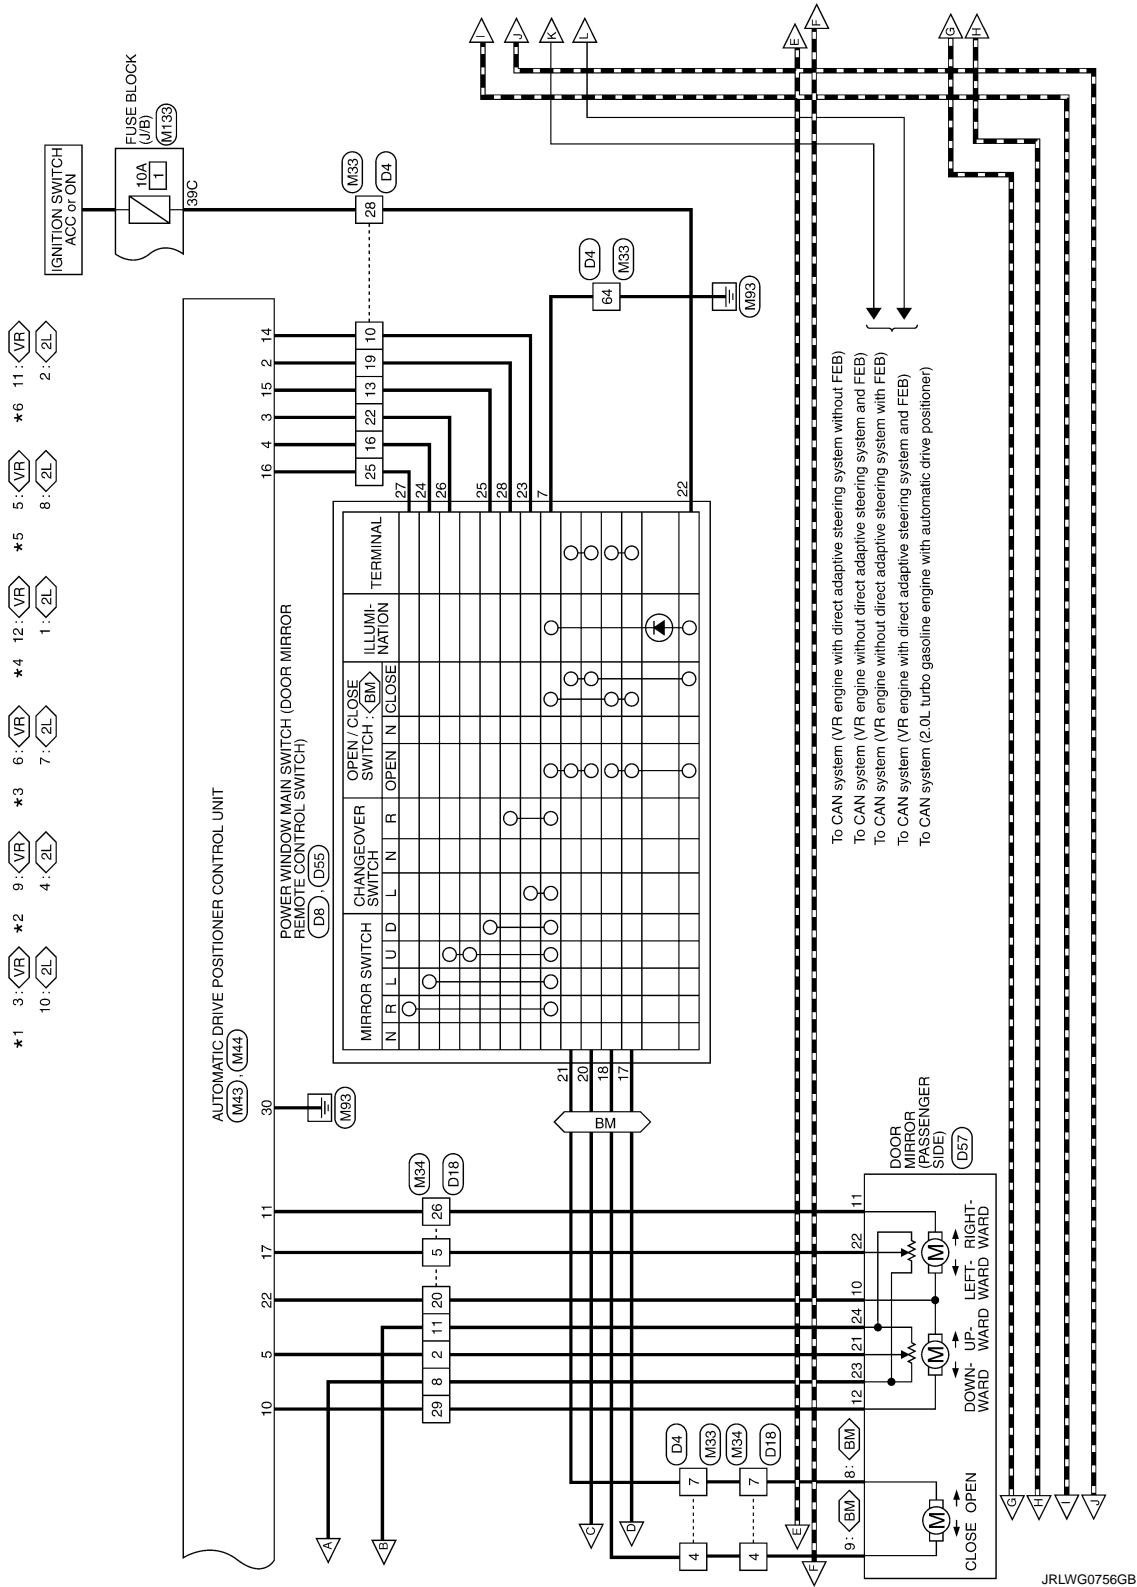 *1 3: VR
10: 2L
*2 9: VR
4: 2L
*3 6: VR
7: 2L
*4 12: VR
1: 2L
*5 5: VR
8: 2L
*6 11: VR
2: 2L
IGNITION SWITCH
ACC or ON
FUSE BLOCK
(J/B)
M133
10A
1
39C
M33
D4
28
AUTOMATIC DRIVE POSITIONER CONTROL UNIT
M43 , M44
10
5
22
17
11
30
16
4
3
15
2
14
M93
25
16
22
13
19
10
D4
M33
64
M93
POWER WINDOW MAIN SWITCH (DOOR MIRROR
REMOTE CONTROL SWITCH)
D8 , D55
27
24
26
25
28
23
7
22
MIRROR SWITCH
N R L U D
CHANGEOVER
SWITCH
L N R
OPEN / CLOSE
SWITCH : BM
OPEN N CLOSE
ILLUMI-
NATION
TERMINAL
21
20
18
17
BM
M34
D18
29
8
2
11
20
5
26
A
B
C
D
E
F
D4
M33
M34
D18
7
7
4
4
DOOR
MIRROR
(PASSENGER
SIDE)
D57
9: BM
8: BM
12
23
21
24
10
22
11
M
M
M
CLOSE OPEN
DOWN-
WARD
UP-
WARD
LEFT-
WARD
RIGHT-
WARD
To CAN system (VR engine with direct adaptive steering system without FEB)
To CAN system (VR engine without direct adaptive steering system and FEB)
To CAN system (VR engine without direct adaptive steering system with FEB)
To CAN system (VR engine with direct adaptive steering system and FEB)
To CAN system (2.0L turbo gasoline engine with automatic drive positioner)
I
J
K
L
E
F
G
H
G
H
I
J
JRLWG0756GB